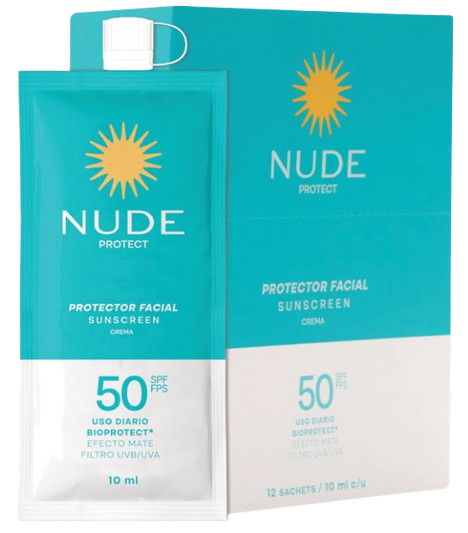 NUDE
PROTECT
PROTECTOR FACIAL
SUNSCREEN
CREMA
50 SPF
FPS
USO DIARIO
BIOPROTECT*
EFECTO MATE
FILTRO UVB/UVA
10 ml
NUDE
PROTECT
PROTECTOR FACIAL
SUNSCREEN
CREMA
50 SPF
FPS
USO DIARIO
BIOPROTECT*
EFECTO MATE
FILTRO UVB/UVA
12 SACHETS / 10 ml c/u